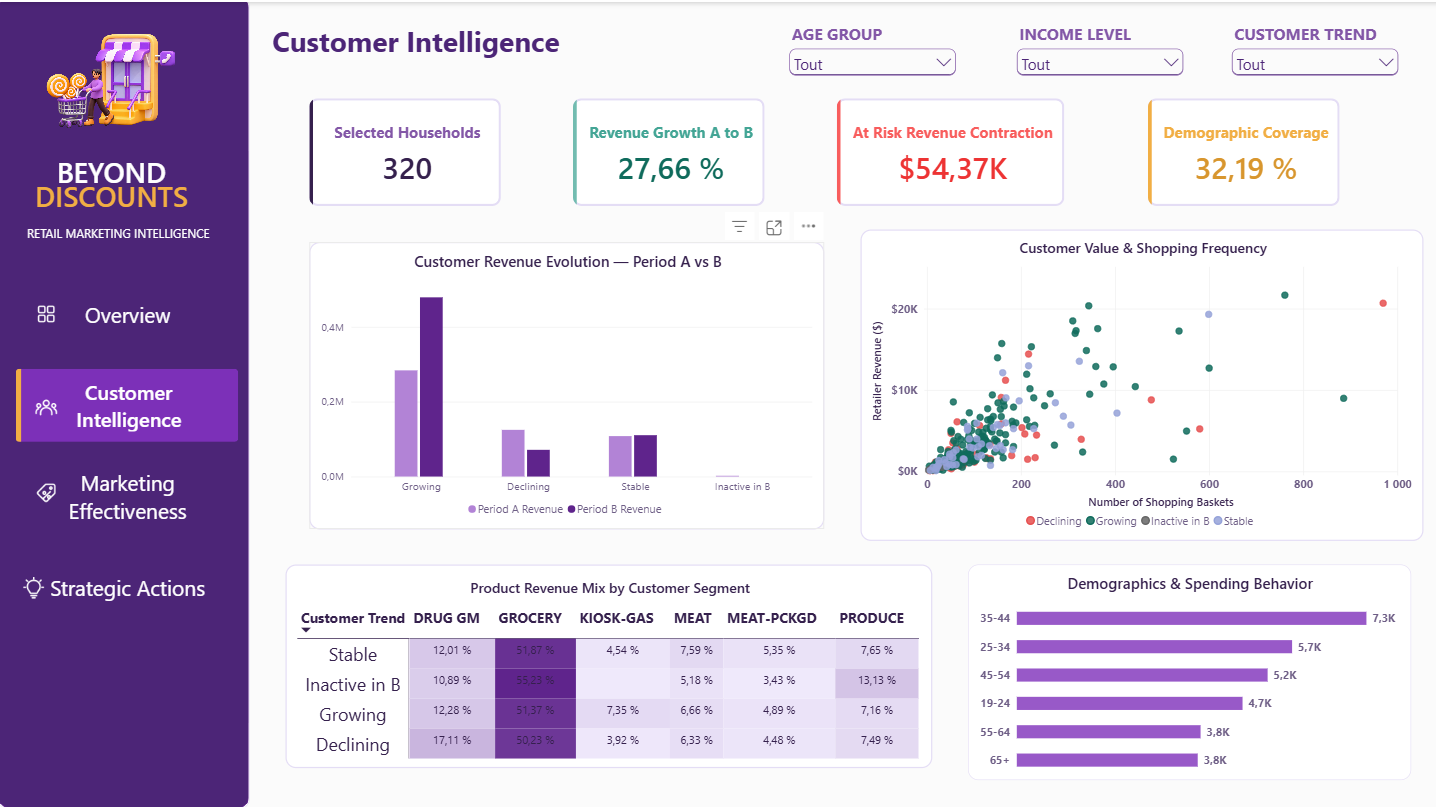 BEYOND
DISCOUNTS
RETAIL MARKETING INTELLIGENCE
Overview
Customer
Intelligence
Marketing
Effectiveness
Strategic Actions
Customer Intelligence
AGE GROUP
Tout
INCOME LEVEL
Tout
CUSTOMER TREND
Tout
Selected Households
320
Revenue Growth A to B
27,66 %
At Risk Revenue Contraction
$54,37K
Demographic Coverage
32,19 %
Customer Revenue Evolution — Period A vs B
0,4M
0,2M
0,0M
Growing Declining Stable Inactive in B
Period A Revenue Period B Revenue
Customer Value & Shopping Frequency
Retailer Revenue ($)
$20K
$10K
$0K
0 200 400 600 800 1 000
Number of Shopping Baskets
Declining Growing Inactive in B Stable
Product Revenue Mix by Customer Segment
Customer Trend DRUG GM GROCERY KIOSK-GAS MEAT MEAT-PCKGD PRODUCE
Stable 12,01 % 51,87 % 4,54 % 7,59 % 5,35 % 7,65 %
Inactive in B 10,89 % 55,23 % 5,18 % 3,43 % 13,13 %
Growing 12,28 % 51,37 % 7,35 % 6,66 % 4,89 % 7,16 %
Declining 17,11 % 50,23 % 3,92 % 6,33 % 4,48 % 7,49 %
Demographics & Spending Behavior
35-44 7,3K
25-34 5,7K
45-54 5,2K
19-24 4,7K
55-64 3,8K
65+ 3,8K